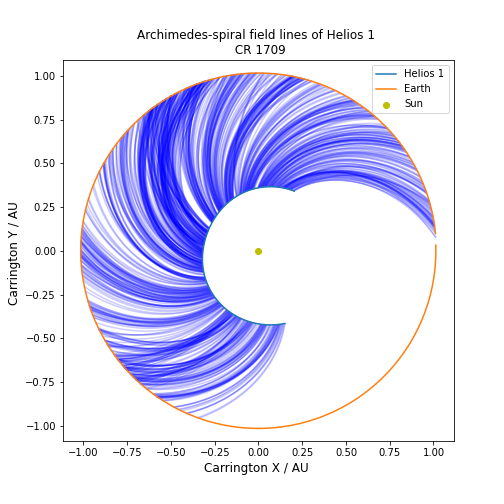 Archimedes-spiral field lines of Helios 1
CR 1709
Helios 1
Earth
Sun
Carrington Y / AU
1.00
0.75
0.50
0.25
0.00
−0.25
−0.50
−0.75
−1.00
−1.00 −0.75 −0.50 −0.25 0.00 0.25 0.50 0.75 1.00
Carrington X / AU